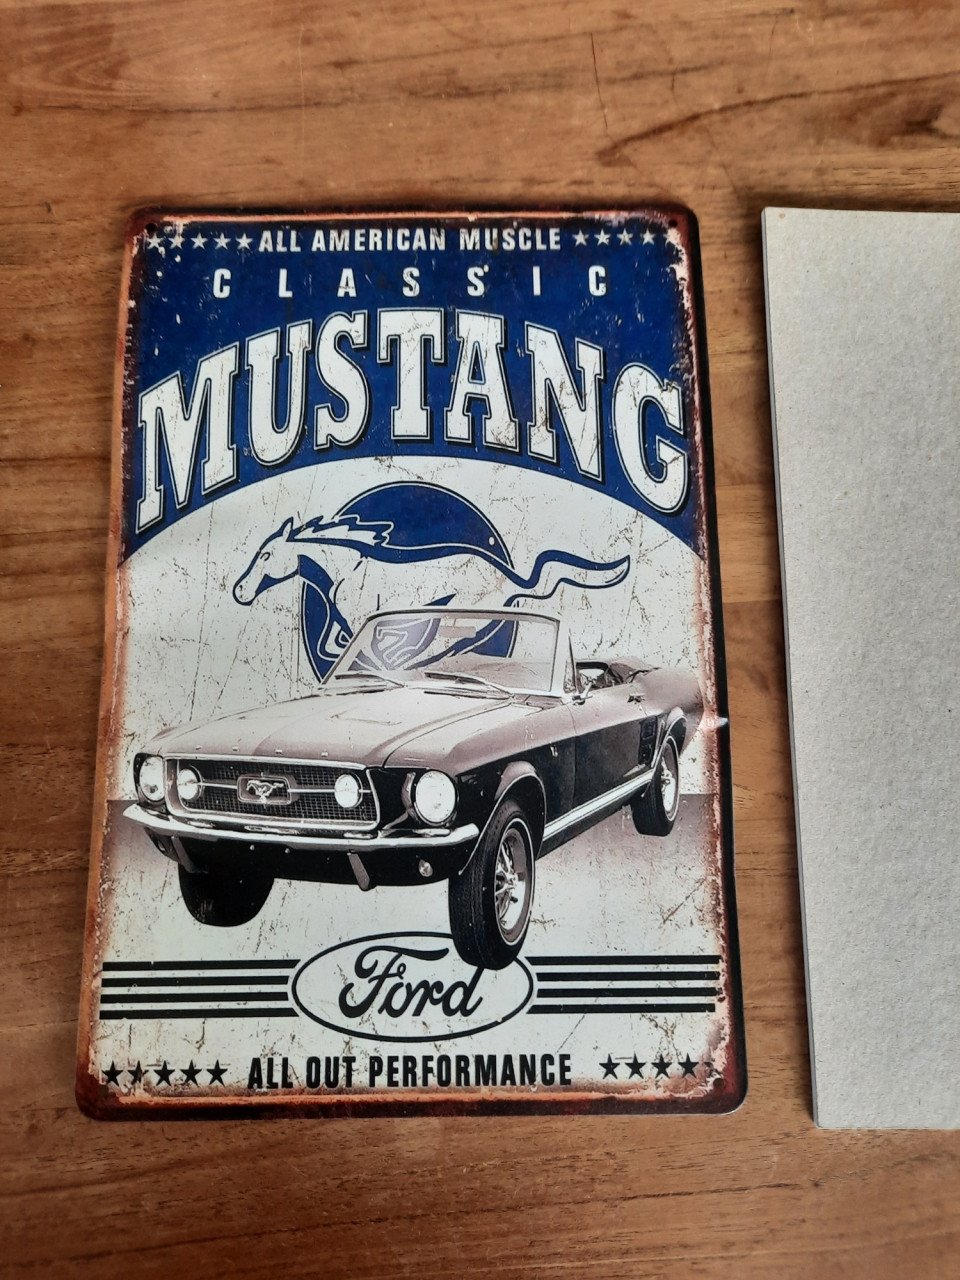 ★★★★★ ALL AMERICAN MUSCLE ★★★★★
CLASSIC
MUSTANG
Ford
★★★★★ ALL OUT PERFORMANCE ★★★★★